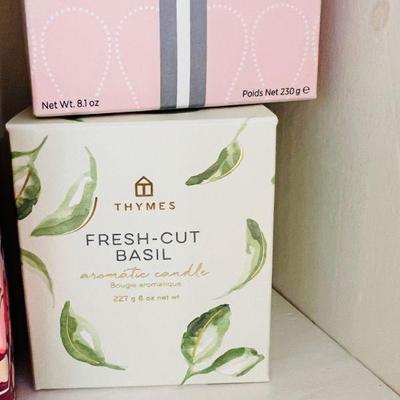 Net Wt. 8.1 oz
Poids Net 230 g ℮
THYMES
FRESH-CUT
BASIL
aromatic candle
Bougie aromatique
227 g 8 oz net wt